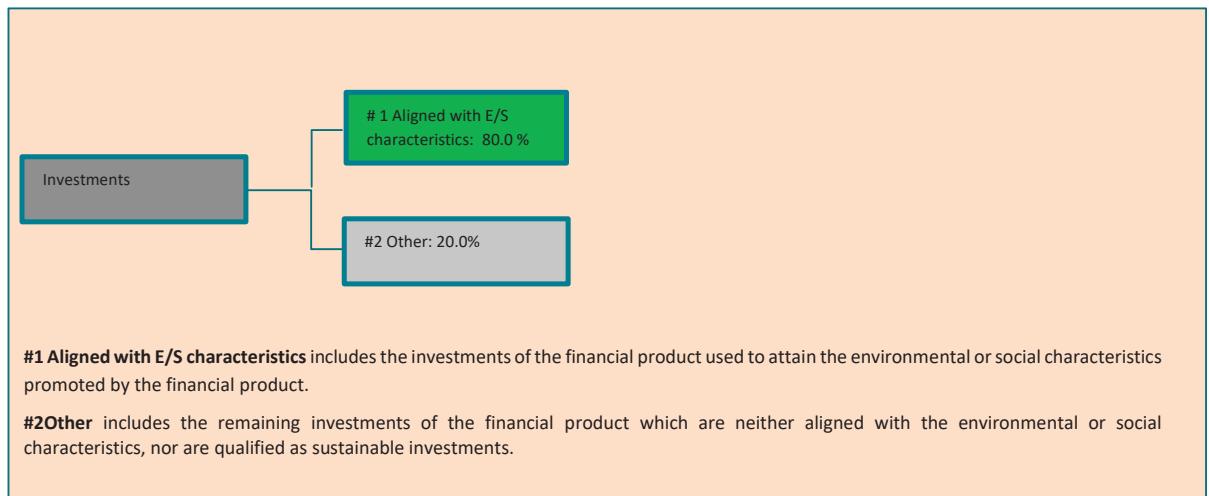 # 1 Aligned with E/S
characteristics: 80.0 %
Investments
#2 Other: 20.0%
#1 Aligned with E/S characteristics includes the investments of the financial product used to attain the environmental or social characteristics
promoted by the financial product.
#2Other includes the remaining investments of the financial product which are neither aligned with the environmental or social
characteristics, nor are qualified as sustainable investments.